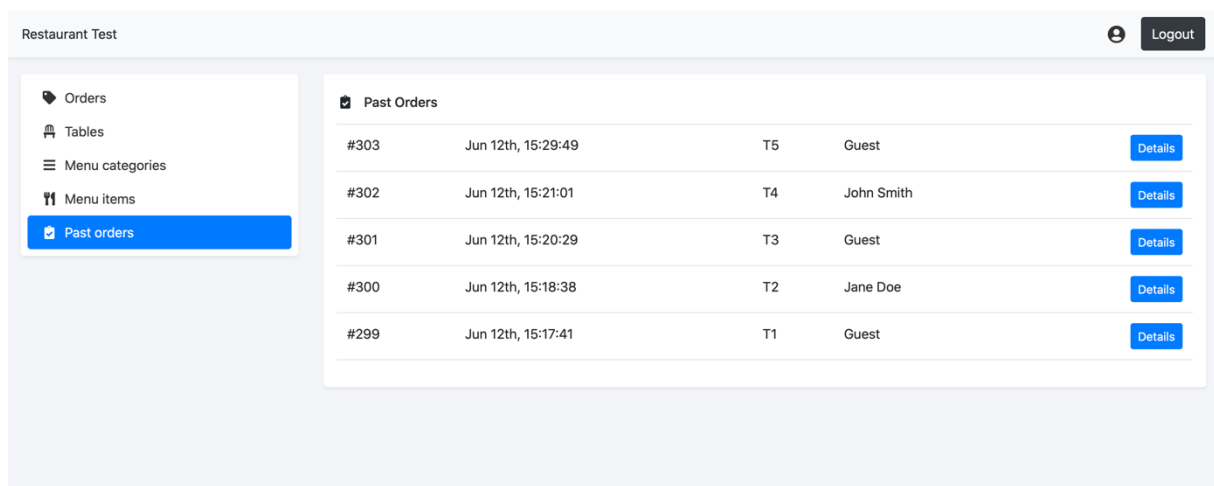 Restaurant Test Logout
Orders
Tables
Menu categories
Menu items
Past orders
Past Orders
#303 Jun 12th, 15:29:49 T5 Guest Details
#302 Jun 12th, 15:21:01 T4 John Smith Details
#301 Jun 12th, 15:20:29 T3 Guest Details
#300 Jun 12th, 15:18:38 T2 Jane Doe Details
#299 Jun 12th, 15:17:41 T1 Guest Details